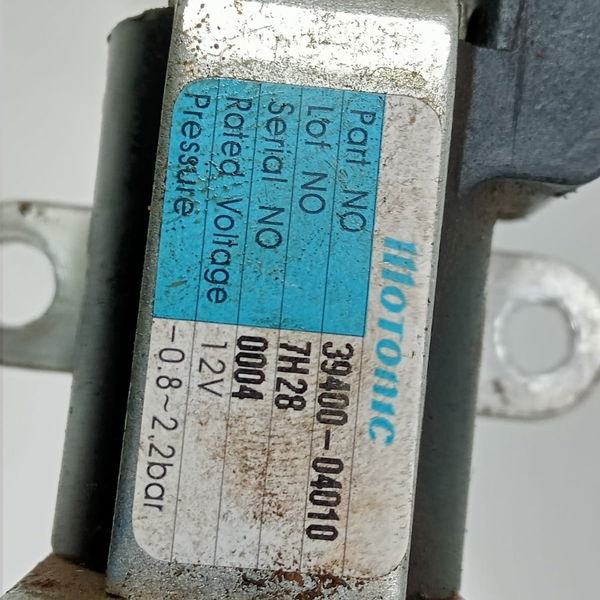 MOTONIC
Part NO 39400-04010
Lot NO 7H28
Serial NO 0004
Rated Voltage 12V
Pressure -0.8~2.2bar